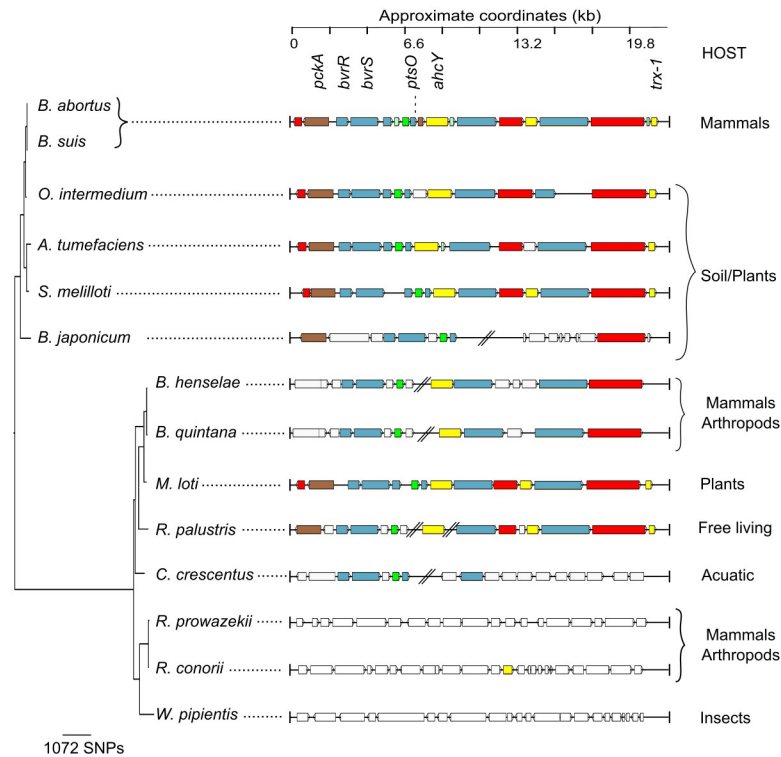 Approximate coordinates (kb)
0 6.6 13.2 19.8
HOST
pckA bvrR bvrS ptsO ahcY trx-1
B. abortus
Mammals
B. suis
O. intermedium
A. tumefaciens
Soil/Plants
S. melilloti
B. japonicum
B. henselae
Mammals
Arthropods
B. quintana
M. loti Plants
R. palustris Free living
C. crescentus Acuatic
R. prowazekii
Mammals
Arthropods
R. conorii
W. pipientis Insects
1072 SNPs